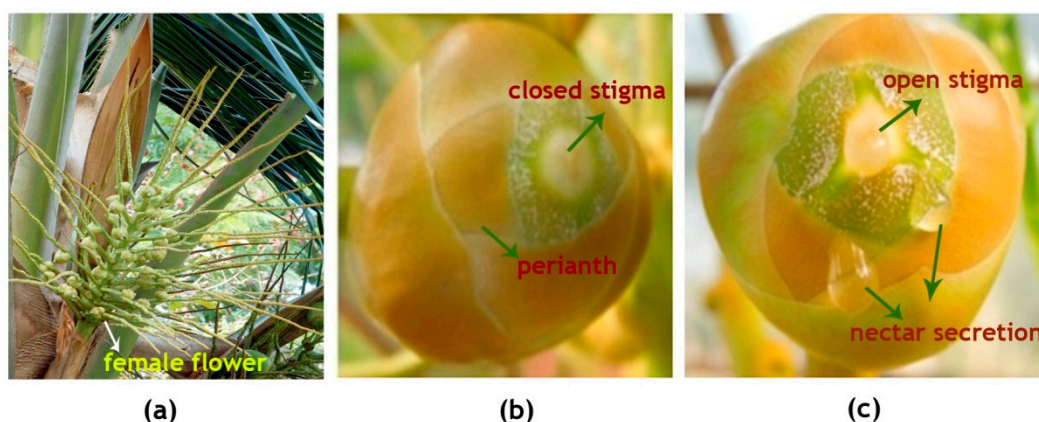 closed stigma
open stigma
perianth
nectar secretion
female flower
(a)
(b)
(c)